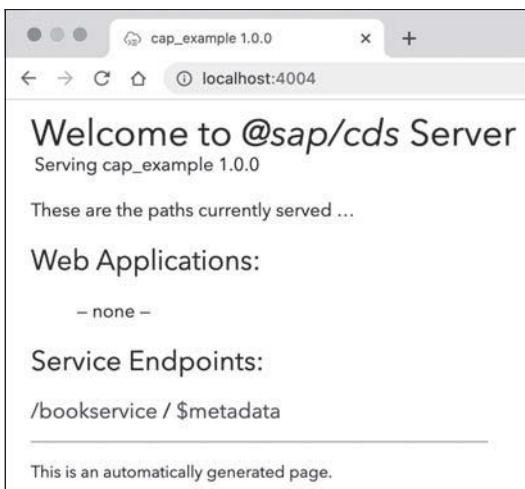 cap_example 1.0.0
localhost:4004
Welcome to @sap/cds Server
Serving cap_example 1.0.0
These are the paths currently served …
Web Applications:
– none –
Service Endpoints:
/bookservice / $metadata
This is an automatically generated page.